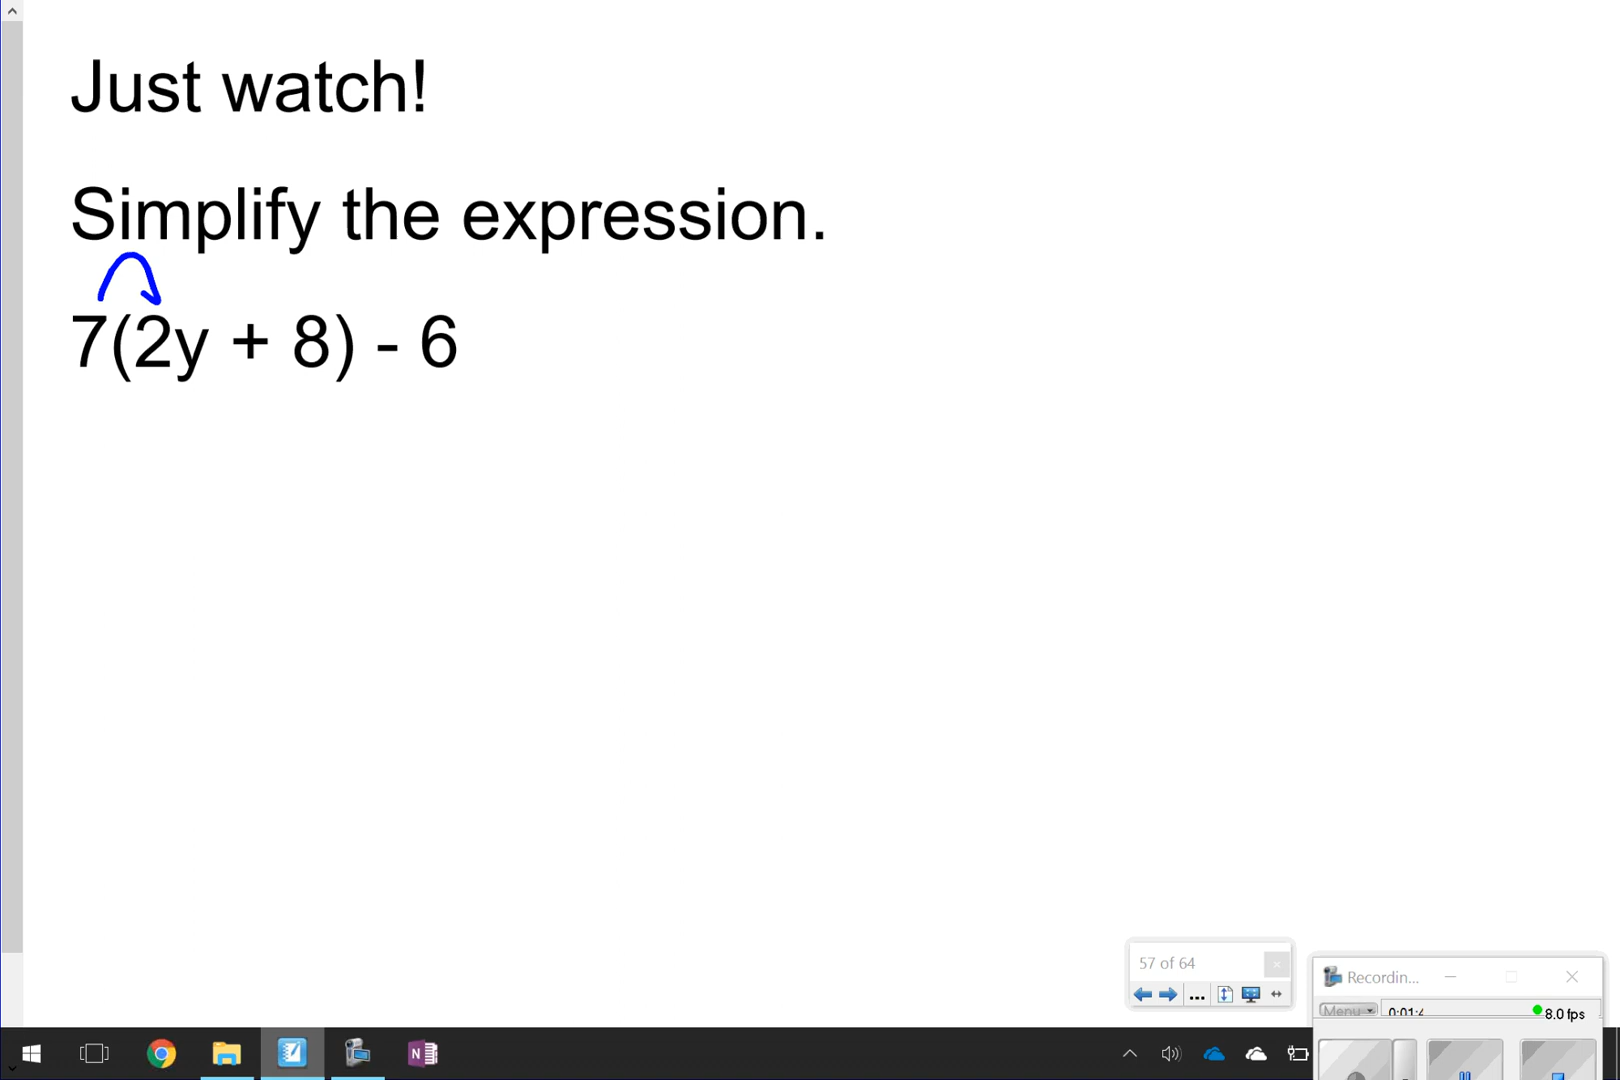 Just watch!
Simplify the expression.
7(2y + 8) - 6
57 of 64
Recordin...
Menu
8.0 fps
N